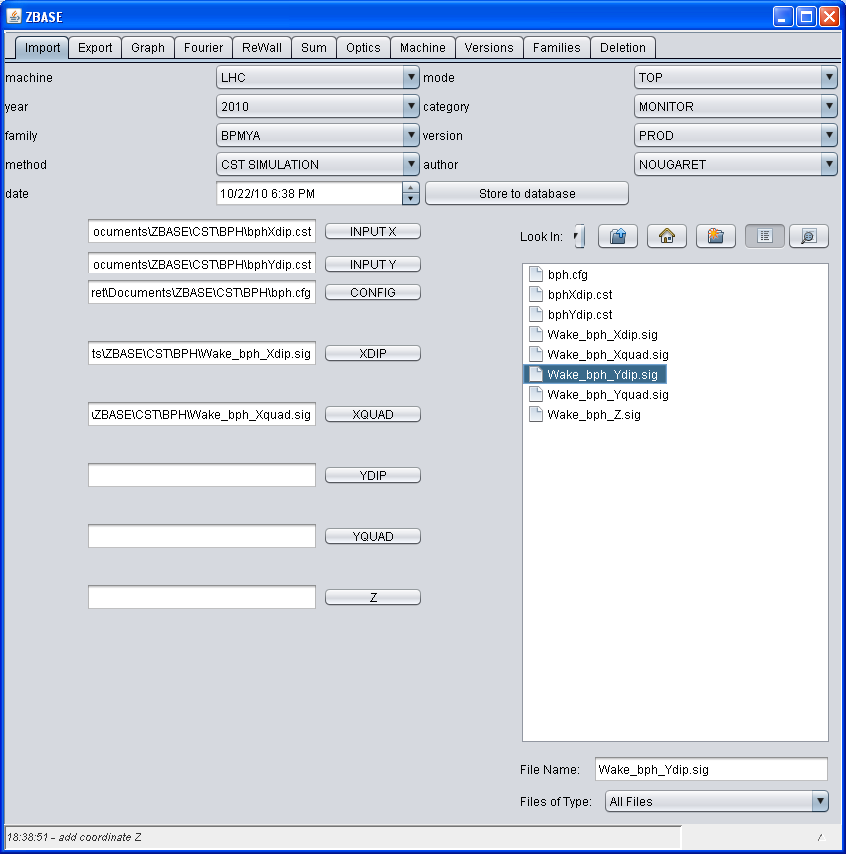 ZBASE
Import Export Graph Fourier ReWall Sum Optics Machine Versions Families Deletion
machine LHC mode TOP
year 2010 category MONITOR
family BPMYA version PROD
method CST SIMULATION author NOUGARET
date 10/22/10 6:38 PM Store to database
ocuments\ZBASE\CST\BPH\bphXdip.cst INPUT X
ocuments\ZBASE\CST\BPH\bphYdip.cst INPUT Y
ret\Documents\ZBASE\CST\BPH\bph.cfg CONFIG
ts\ZBASE\CST\BPH\Wake_bph_Xdip.sig XDIP
\ZBASE\CST\BPH\Wake_bph_Xquad.sig XQUAD
YDIP
YQUAD
Z
Look In:
bph.cfg
bphXdip.cst
bphYdip.cst
Wake_bph_Xdip.sig
Wake_bph_Xquad.sig
Wake_bph_Ydip.sig
Wake_bph_Yquad.sig
Wake_bph_Z.sig
File Name: Wake_bph_Ydip.sig
Files of Type: All Files
18:38:51 - add coordinate Z /